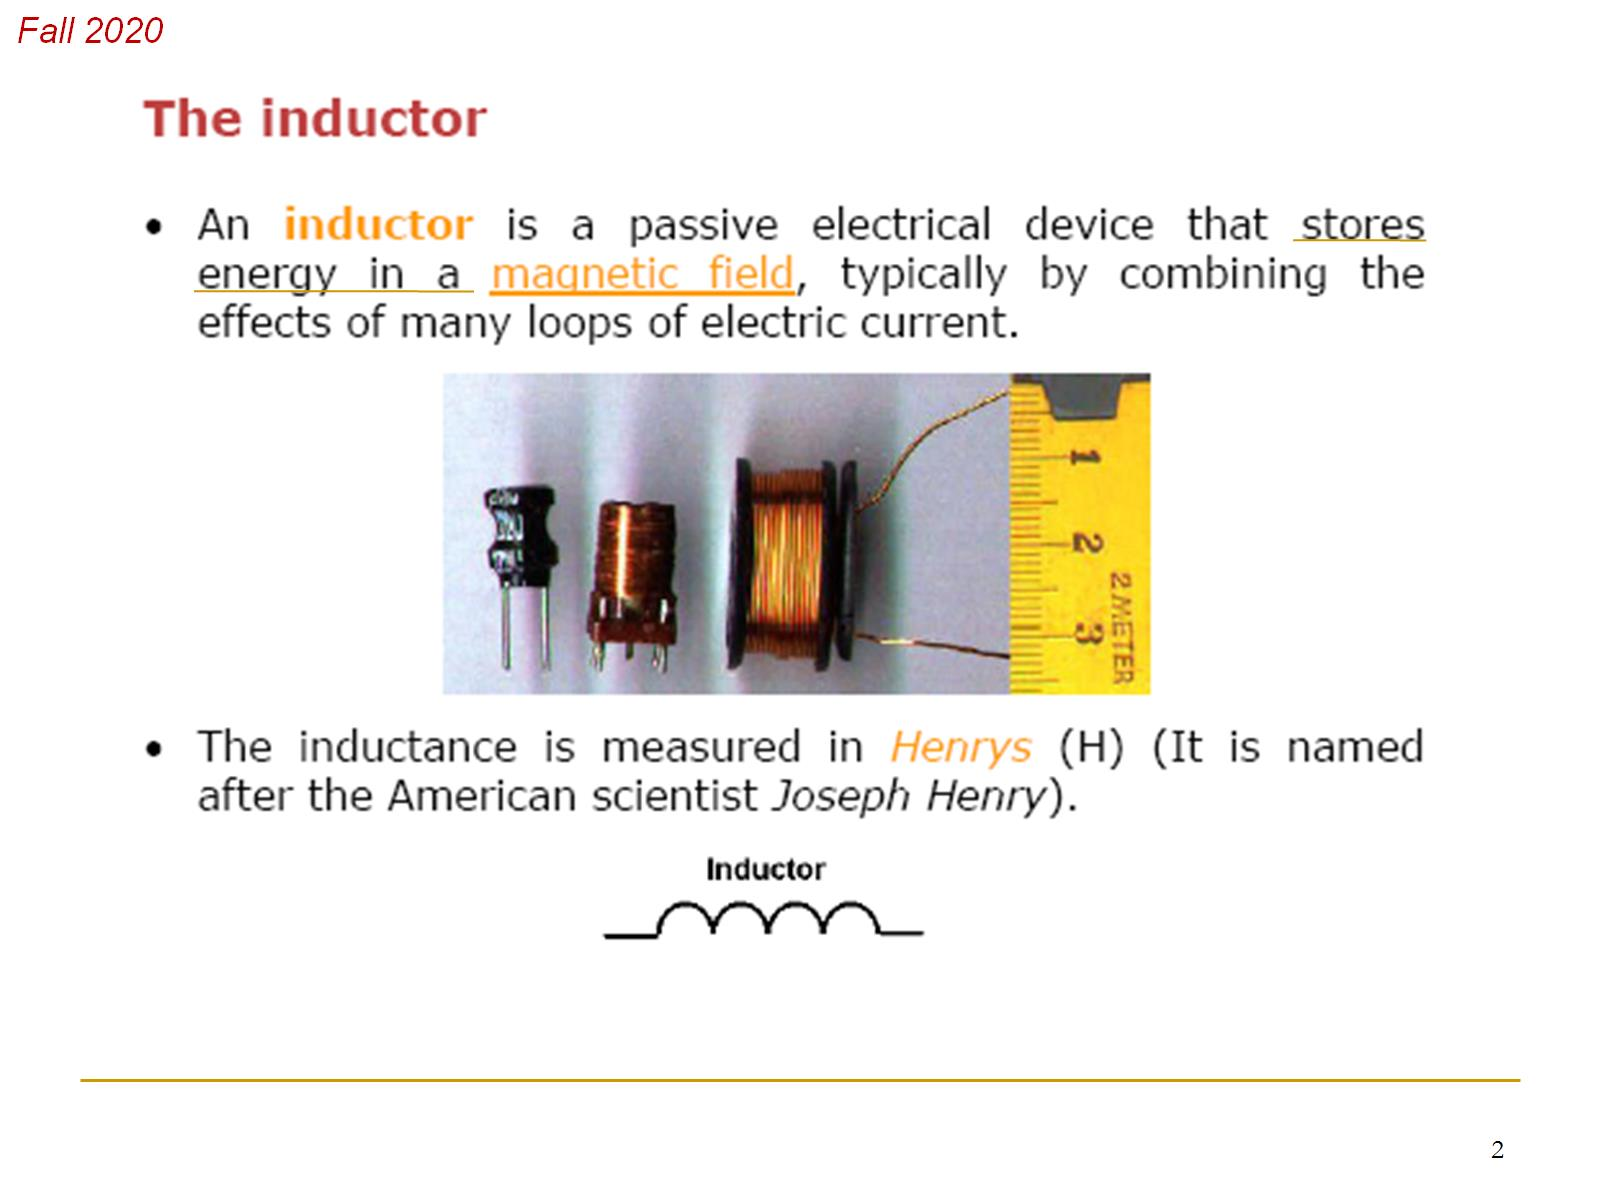 Fall 2020
The inductor
• An inductor is a passive electrical device that stores
energy in a magnetic field, typically by combining the
effects of many loops of electric current.
1
2
3
2 METER
• The inductance is measured in Henrys (H) (It is named
after the American scientist Joseph Henry).
Inductor
2